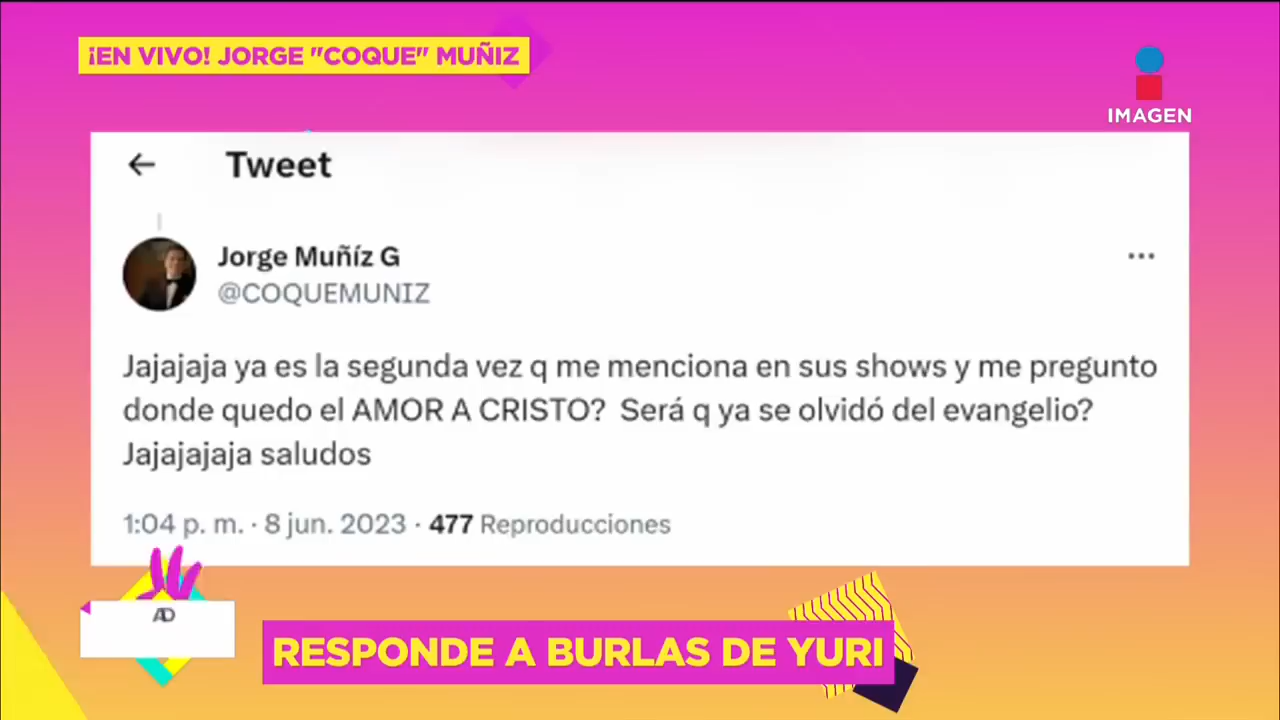 ¡EN VIVO! JORGE "COQUE" MUÑIZ
IMAGEN
Tweet
Jorge Muñíz G
@COQUEMUNIZ
Jajajaja ya es la segunda vez q me menciona en sus shows y me pregunto
donde quedo el AMOR A CRISTO?  Será q ya se olvidó del evangelio?
Jajajajaja saludos
1:04 p. m. · 8 jun. 2023 · 477 Reproducciones
AD
RESPONDE A BURLAS DE YURI